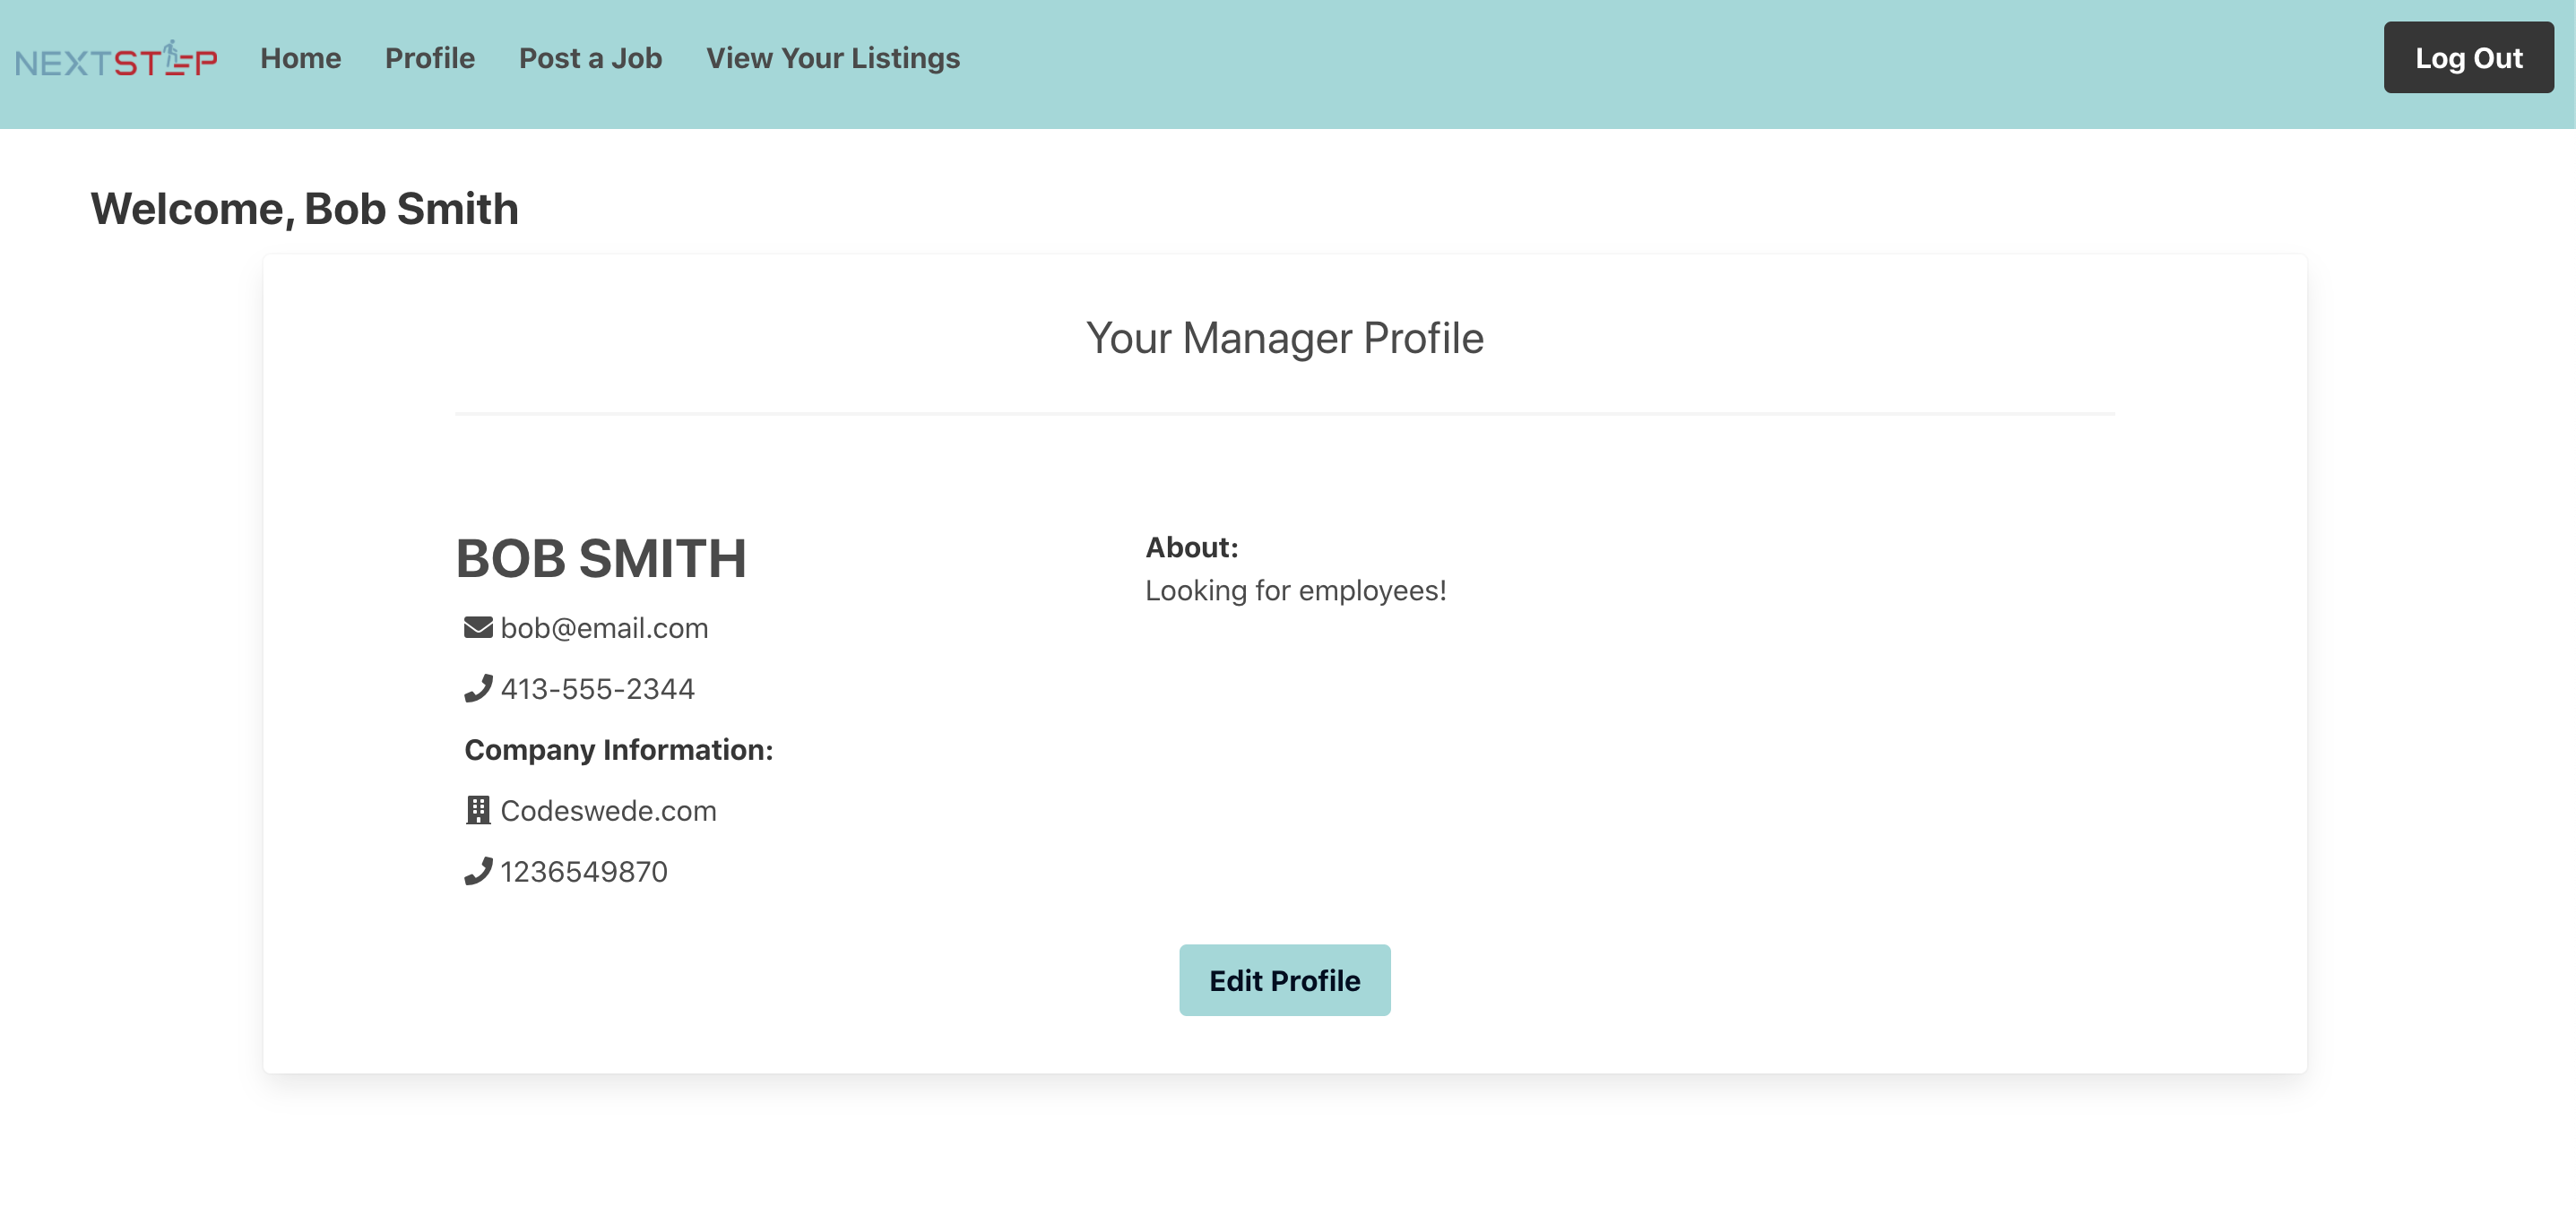 NEXTSTEP Home Profile Post a Job View Your Listings Log Out
Welcome, Bob Smith
Your Manager Profile
BOB SMITH
bob@email.com
413-555-2344
Company Information:
Codeswede.com
1236549870
About:
Looking for employees!
Edit Profile